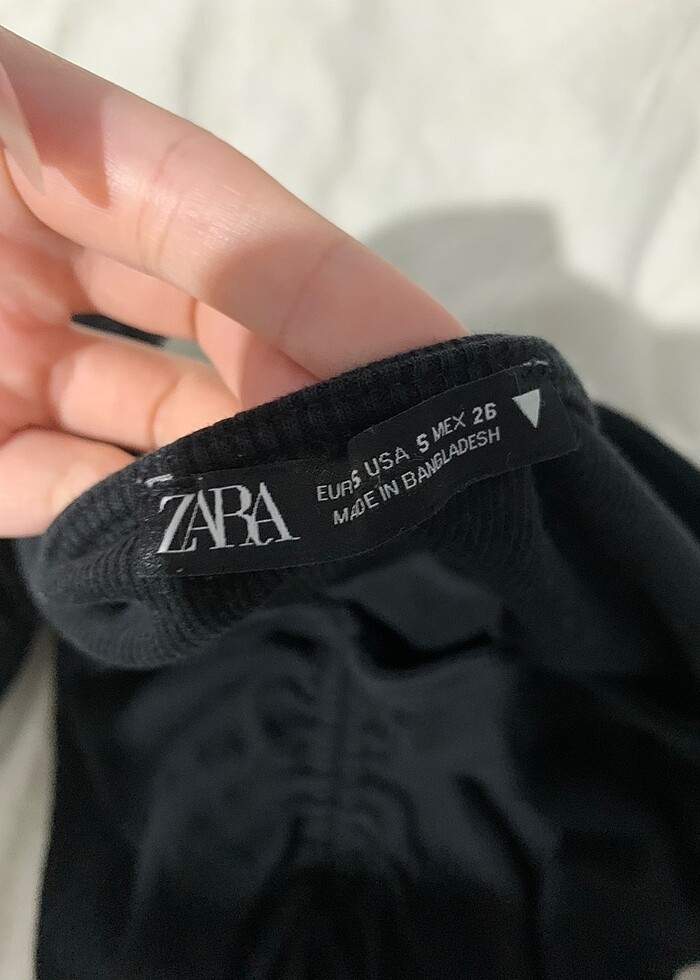 ZARA
EUR S USA S MEX 26
MADE IN BANGLADESH